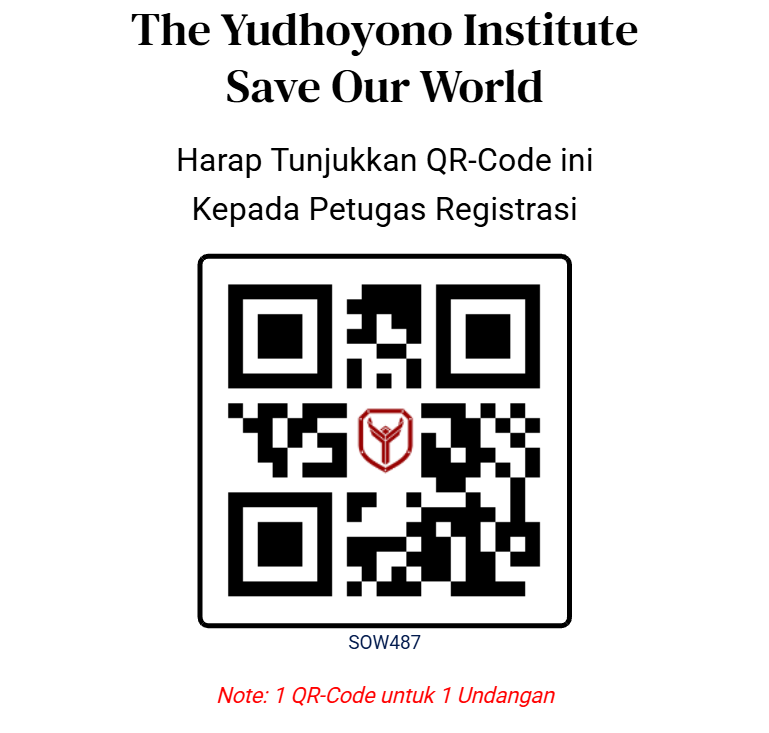 The Yudhoyono Institute
Save Our World
Harap Tunjukkan QR-Code ini
Kepada Petugas Registrasi
SOW487
Note: 1 QR-Code untuk 1 Undangan